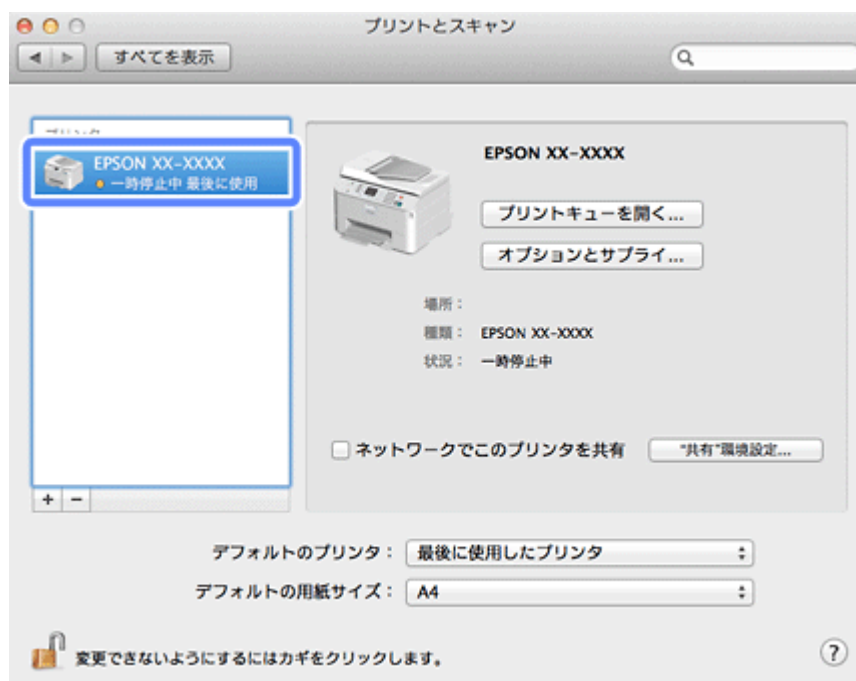 プリントとスキャン
すべてを表示
プリンタ
EPSON XX-XXXX
一時停止中 最後に使用
EPSON XX-XXXX
プリントキューを開く...
オプションとサプライ...
場所：
種類： EPSON XX-XXXX
状況： 一時停止中
ネットワークでこのプリンタを共有 "共有"環境設定...
+ −
デフォルトのプリンタ： 最後に使用したプリンタ
デフォルトの用紙サイズ： A4
変更できないようにするにはカギをクリックします。 ?